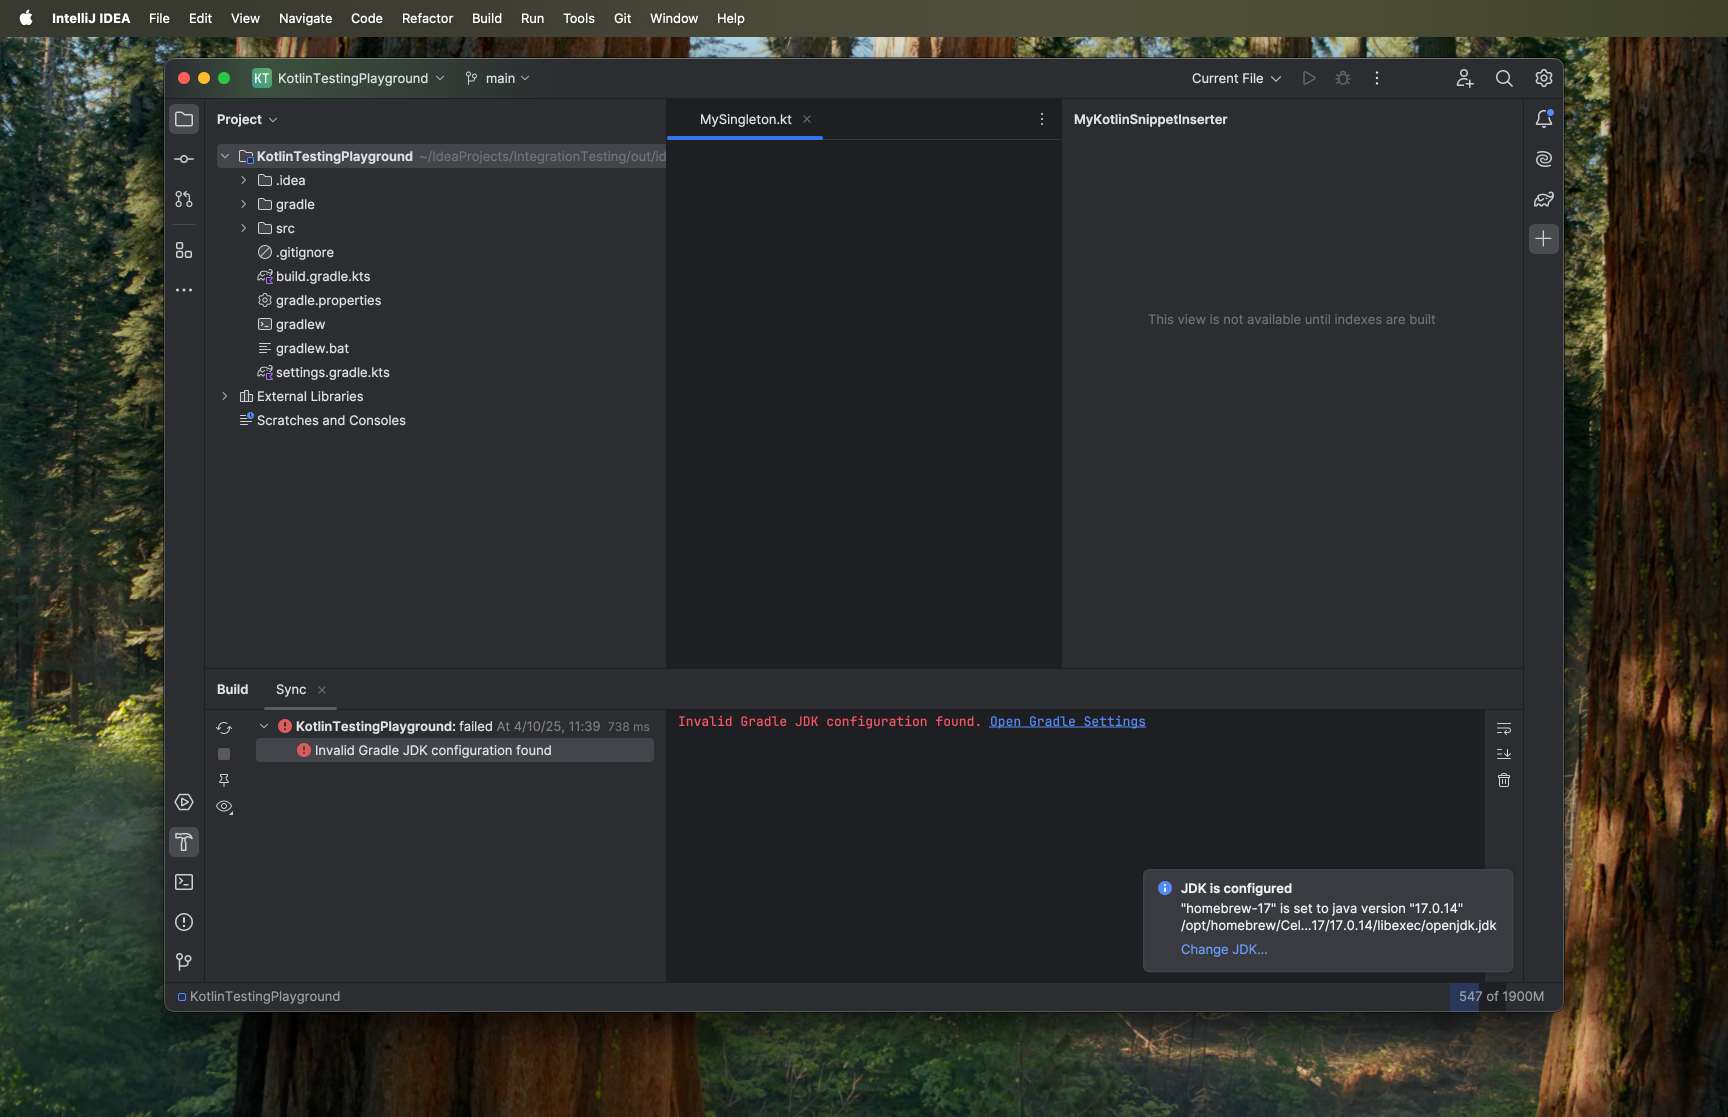 IntelliJ IDEA File Edit View Navigate Code Refactor Build Run Tools Git Window Help
KT KotlinTestingPlayground main Current File
Project
MySingleton.kt
MyKotlinSnippetInserter
KotlinTestingPlayground ~/IdeaProjects/IntegrationTesting/out/id
.idea
gradle
src
.gitignore
build.gradle.kts
gradle.properties
gradlew
gradlew.bat
settings.gradle.kts
External Libraries
Scratches and Consoles
This view is not available until indexes are built
Build Sync
KotlinTestingPlayground: failed At 4/10/25, 11:39 738 ms
Invalid Gradle JDK configuration found
Invalid Gradle JDK configuration found. Open Gradle Settings
JDK is configured
"homebrew-17" is set to java version "17.0.14"
/opt/homebrew/Cel...17/17.0.14/libexec/openjdk.jdk
Change JDK...
KotlinTestingPlayground
547 of 1900M